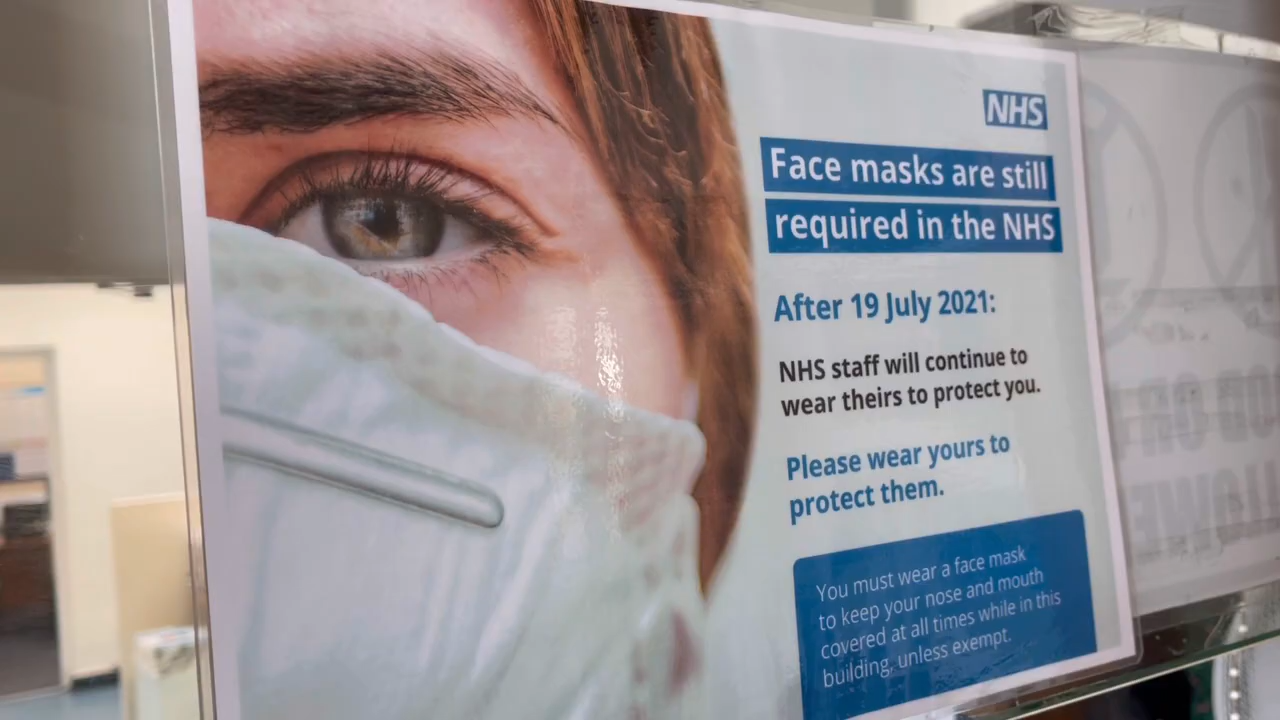 NHS
Face masks are still
required in the NHS
After 19 July 2021:
NHS staff will continue to
wear theirs to protect you.
Please wear yours to
protect them.
You must wear a face mask
to keep your nose and mouth
covered at all times while in this
building, unless exempt.